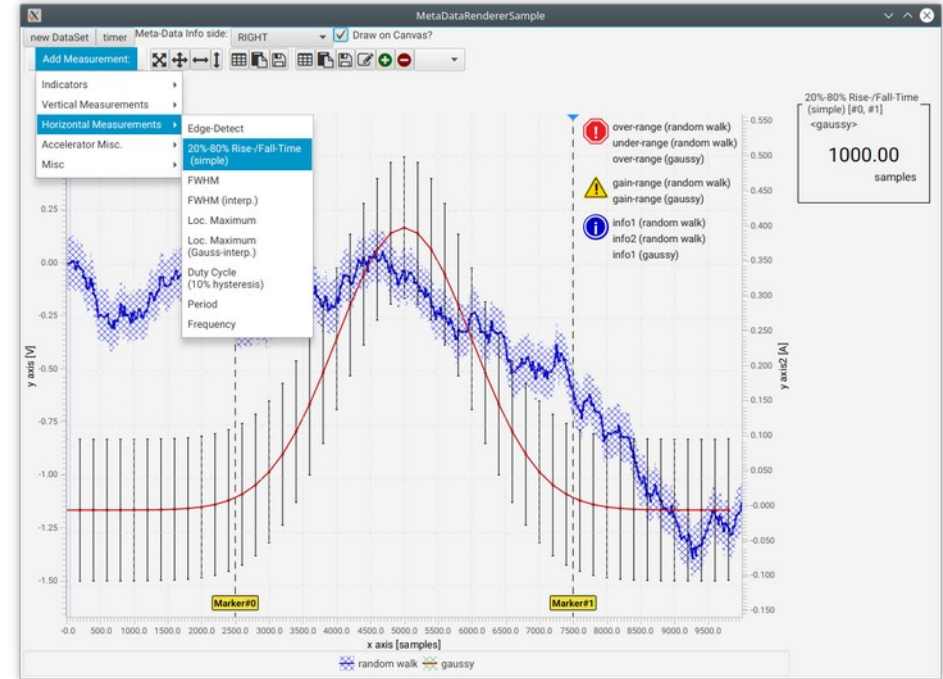 MetaDataRendererSample
new DataSet timer Meta-Data Info side: RIGHT Draw on Canvas?
Add Measurement:
Indicators
Vertical Measurements
Horizontal Measurements
Accelerator Misc.
Misc
Edge-Detect
20%-80% Rise-/Fall-Time
(simple)
FWHM
FWHM (interp.)
Loc. Maximum
Loc. Maximum
(Gauss-interp.)
Duty Cycle
(10% hysteresis)
Period
Frequency
over-range (random walk)
under-range (random walk)
over-range (gaussy)
gain-range (random walk)
gain-range (gaussy)
info1 (random walk)
info2 (random walk)
info1 (gaussy)
20%-80% Rise-/Fall-Time
(simple) [#0, #1]
<gaussy>
1000.00
samples
y axis [V]
0.25
0.00
-0.25
-0.50
-0.75
-1.00
-1.25
-1.50
0.550
0.500
0.450
0.400
0.350
0.300
0.250
0.200
0.150
0.100
0.050
-0.000
-0.050
-0.100
-0.150
y axis2 [A]
Marker#0 Marker#1
-0.0 500.0 1000.0 1500.0 2000.0 2500.0 3000.0 3500.0 4000.0 4500.0 5000.0 5500.0 6000.0 6500.0 7000.0 7500.0 8000.0 8500.0 9000.0 9500.0
x axis [samples]
random walk gaussy